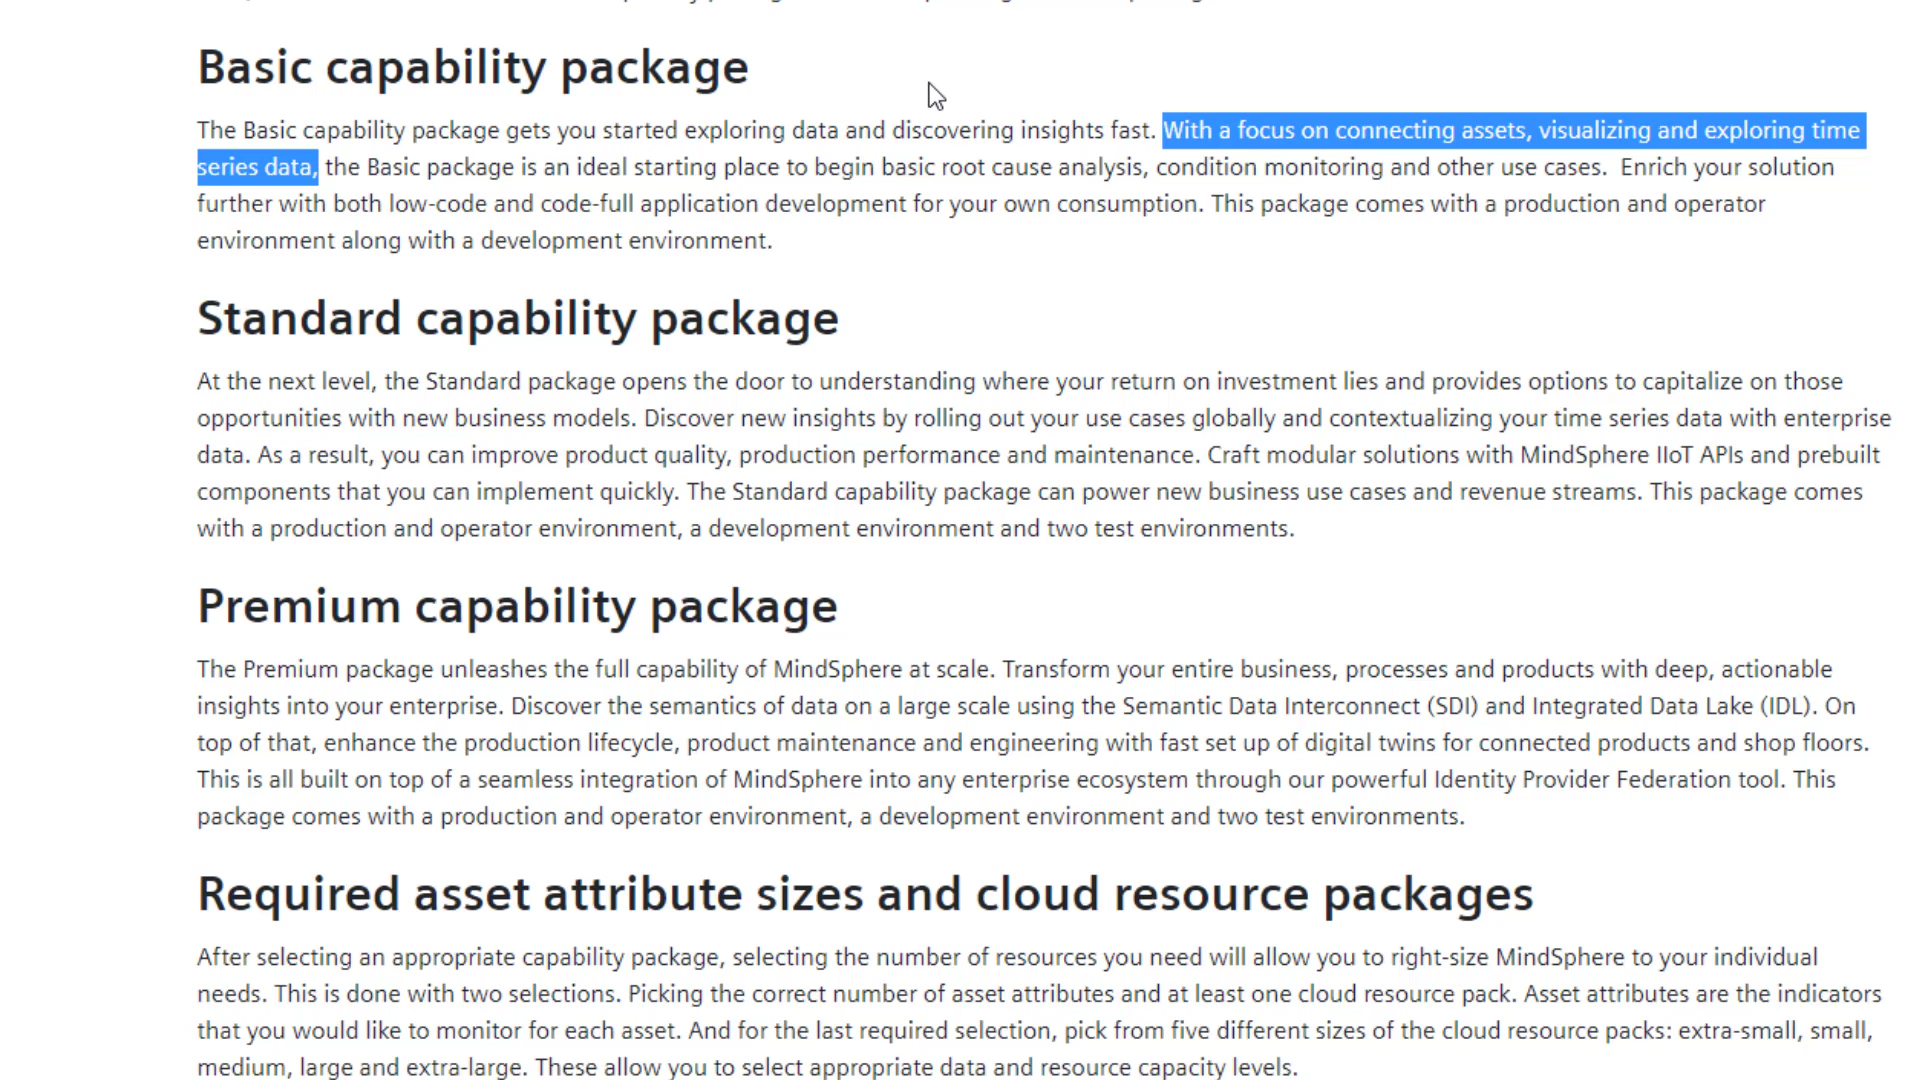 Basic capability package
The Basic capability package gets you started exploring data and discovering insights fast. With a focus on connecting assets, visualizing and exploring time
series data, the Basic package is an ideal starting place to begin basic root cause analysis, condition monitoring and other use cases.  Enrich your solution
further with both low-code and code-full application development for your own consumption. This package comes with a production and operator
environment along with a development environment.
Standard capability package
At the next level, the Standard package opens the door to understanding where your return on investment lies and provides options to capitalize on those
opportunities with new business models. Discover new insights by rolling out your use cases globally and contextualizing your time series data with enterprise
data. As a result, you can improve product quality, production performance and maintenance. Craft modular solutions with MindSphere IIoT APIs and prebuilt
components that you can implement quickly. The Standard capability package can power new business use cases and revenue streams. This package comes
with a production and operator environment, a development environment and two test environments.
Premium capability package
The Premium package unleashes the full capability of MindSphere at scale. Transform your entire business, processes and products with deep, actionable
insights into your enterprise. Discover the semantics of data on a large scale using the Semantic Data Interconnect (SDI) and Integrated Data Lake (IDL). On
top of that, enhance the production lifecycle, product maintenance and engineering with fast set up of digital twins for connected products and shop floors.
This is all built on top of a seamless integration of MindSphere into any enterprise ecosystem through our powerful Identity Provider Federation tool. This
package comes with a production and operator environment, a development environment and two test environments.
Required asset attribute sizes and cloud resource packages
After selecting an appropriate capability package, selecting the number of resources you need will allow you to right-size MindSphere to your individual
needs. This is done with two selections. Picking the correct number of asset attributes and at least one cloud resource pack. Asset attributes are the indicators
that you would like to monitor for each asset. And for the last required selection, pick from five different sizes of the cloud resource packs: extra-small, small,
medium, large and extra-large. These allow you to select appropriate data and resource capacity levels.